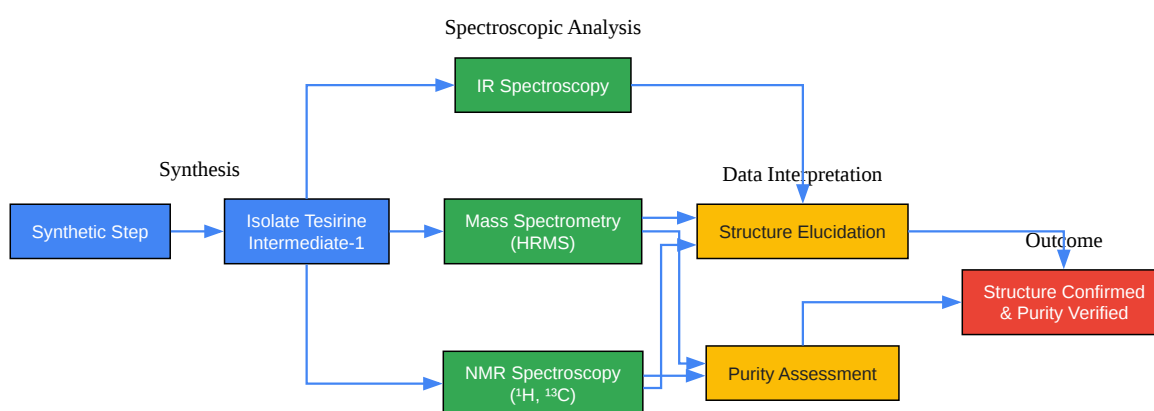 Spectroscopic Analysis
IR Spectroscopy
Synthesis
Data Interpretation
Synthetic Step
Isolate Tesirine
Intermediate-1
Mass Spectrometry
(HRMS)
Structure Elucidation
Outcome
Structure Confirmed
& Purity Verified
NMR Spectroscopy
(¹H, ¹³C)
Purity Assessment